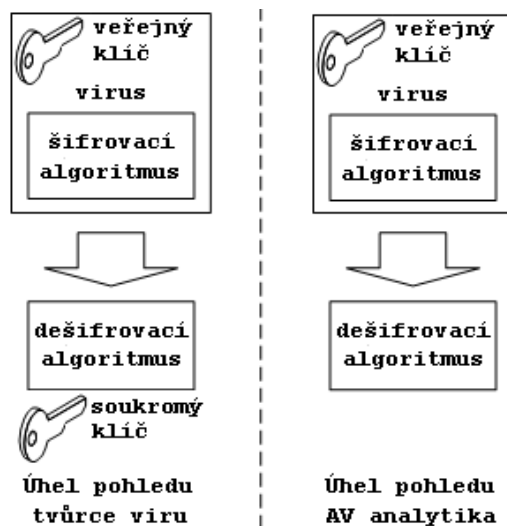 veřejný
klíč
virus
šifrovací
algoritmus
dešifrovací
algoritmus
soukromý
klíč
Úhel pohledu
tvůrce viru
veřejný
klíč
virus
šifrovací
algoritmus
dešifrovací
algoritmus
Úhel pohledu
AV analytika